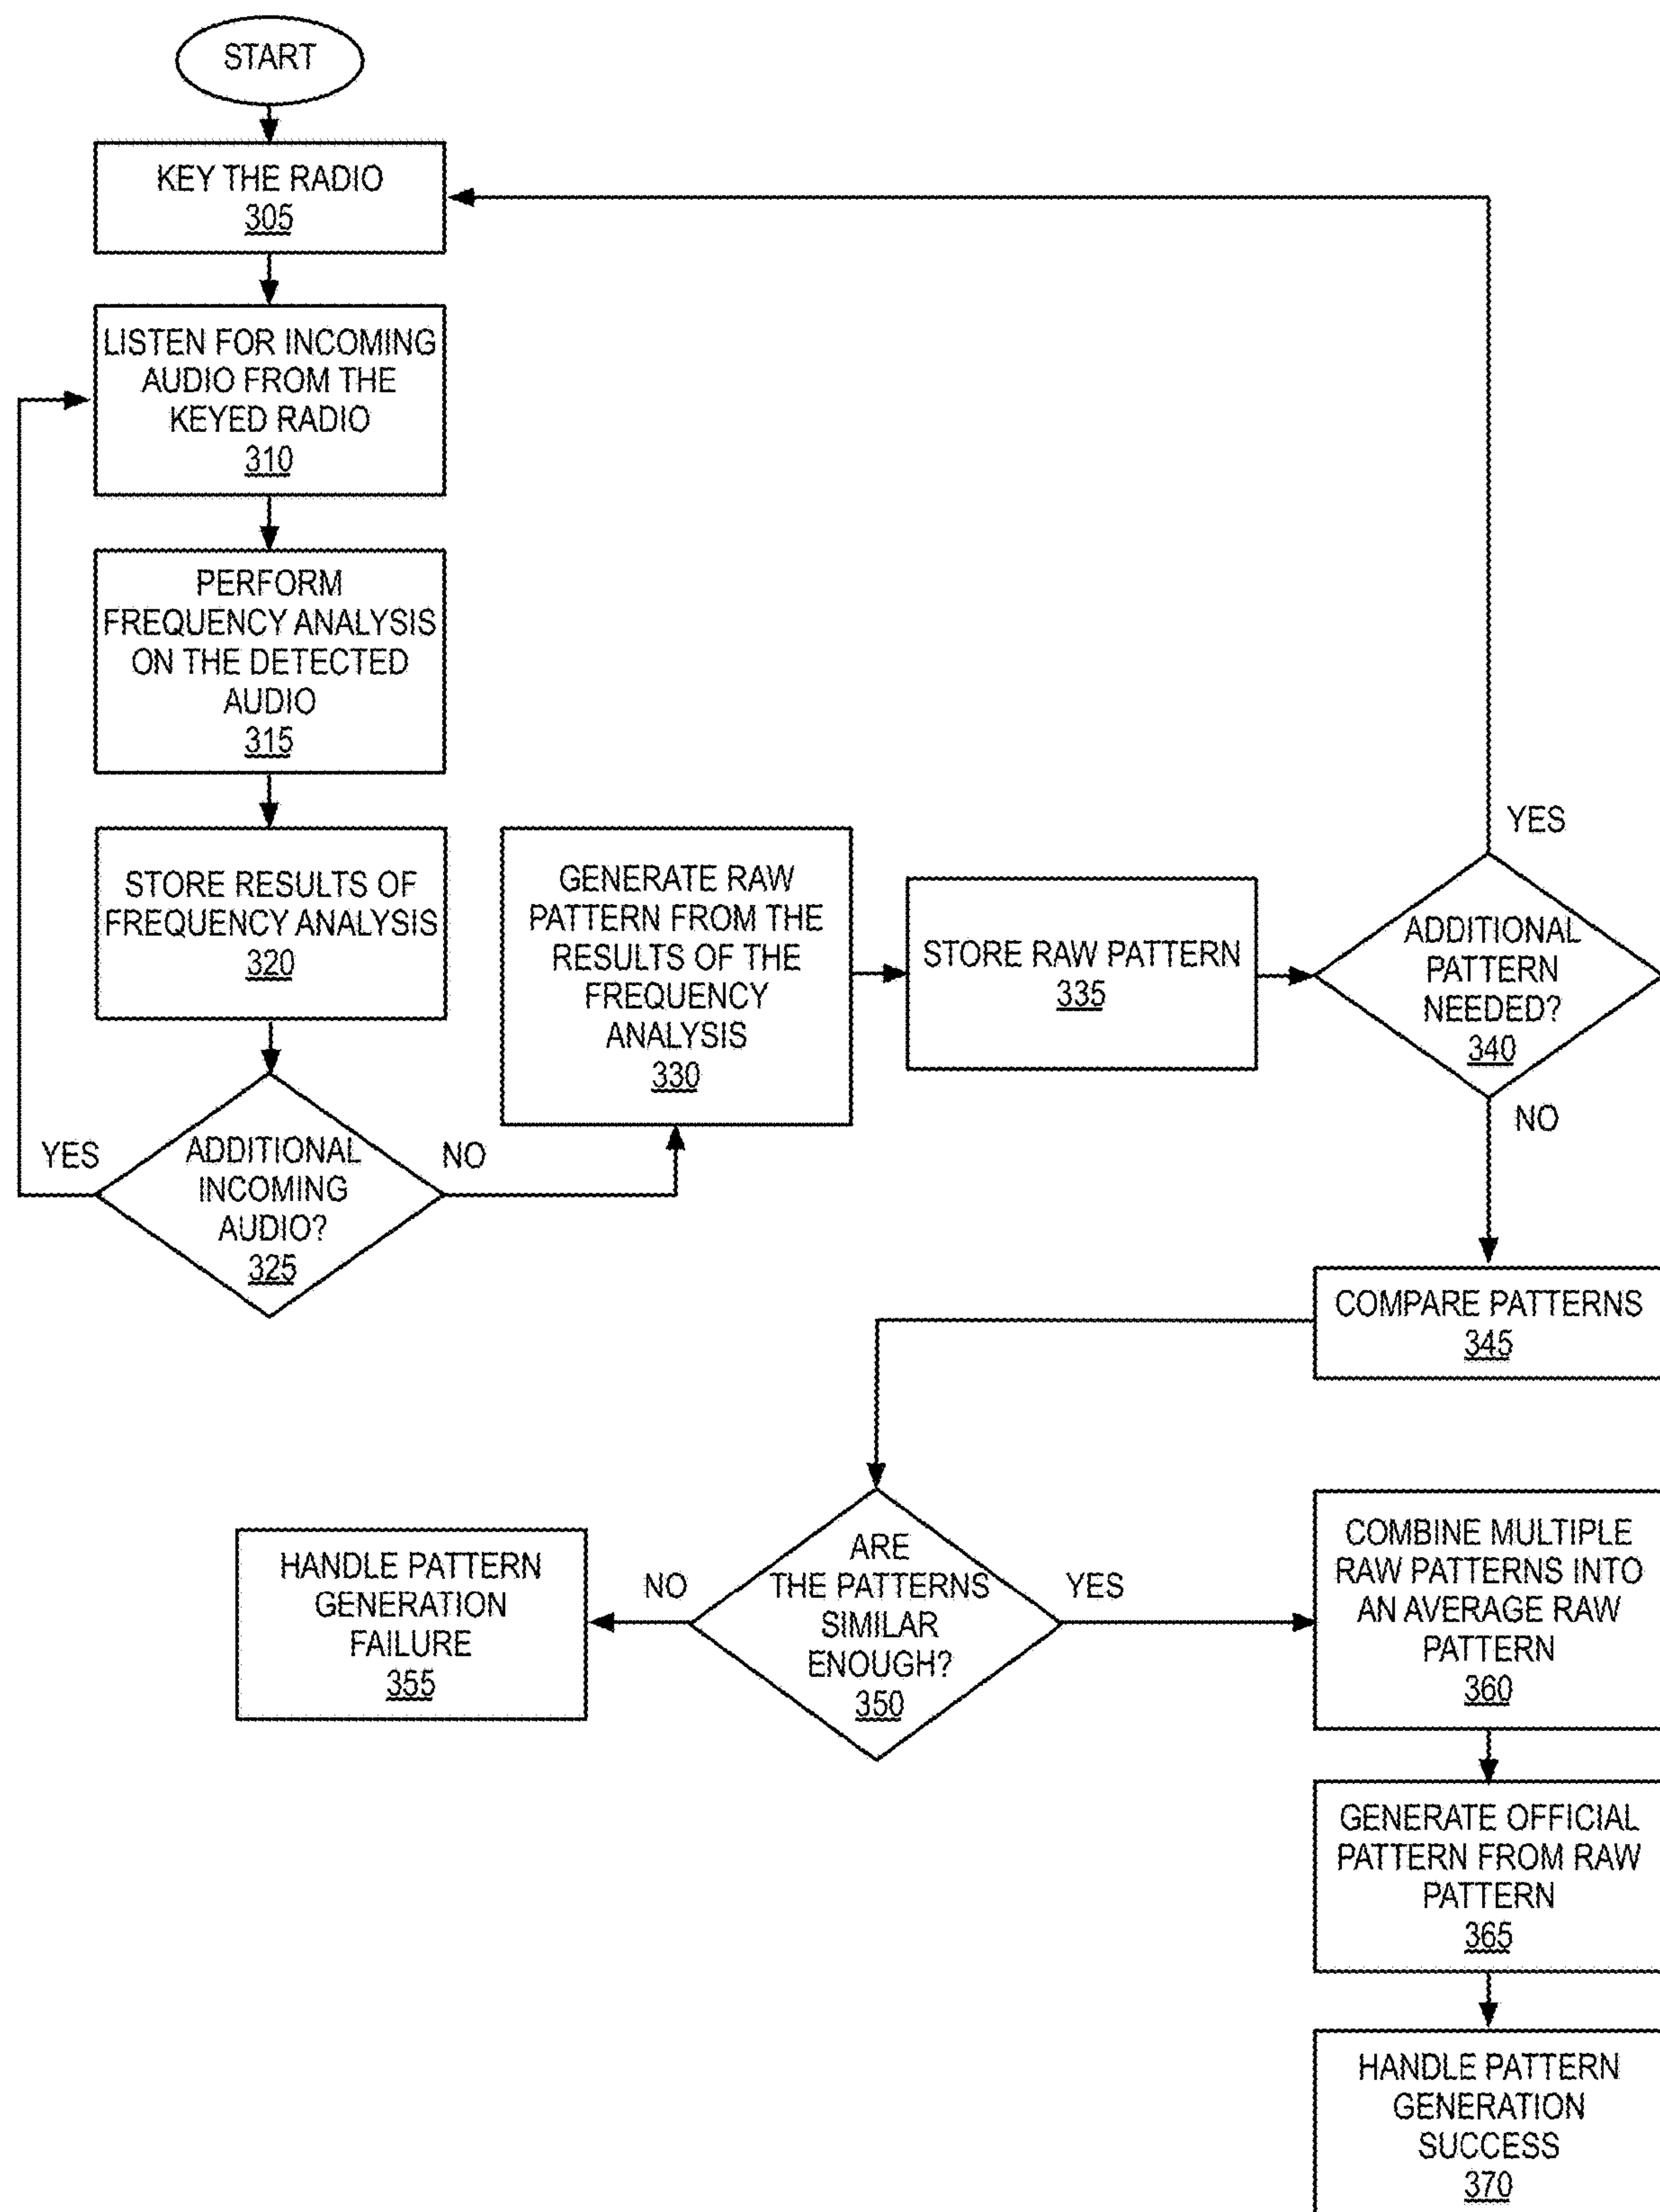 START
KEY THE RADIO
305
LISTEN FOR INCOMING
AUDIO FROM THE
KEYED RADIO
310
PERFORM
FREQUENCY ANALYSIS
ON THE DETECTED
AUDIO
315
STORE RESULTS OF
FREQUENCY ANALYSIS
320
YES
ADDITIONAL
INCOMING
AUDIO?
325
NO
GENERATE RAW
PATTERN FROM THE
RESULTS OF THE
FREQUENCY
ANALYSIS
330
STORE RAW PATTERN
335
YES
ADDITIONAL
PATTERN
NEEDED?
340
NO
COMPARE PATTERNS
345
ARE
THE PATTERNS
SIMILAR
ENOUGH?
350
NO
HANDLE PATTERN
GENERATION
FAILURE
355
YES
COMBINE MULTIPLE
RAW PATTERNS INTO
AN AVERAGE RAW
PATTERN
360
GENERATE OFFICIAL
PATTERN FROM RAW
PATTERN
365
HANDLE PATTERN
GENERATION
SUCCESS
370